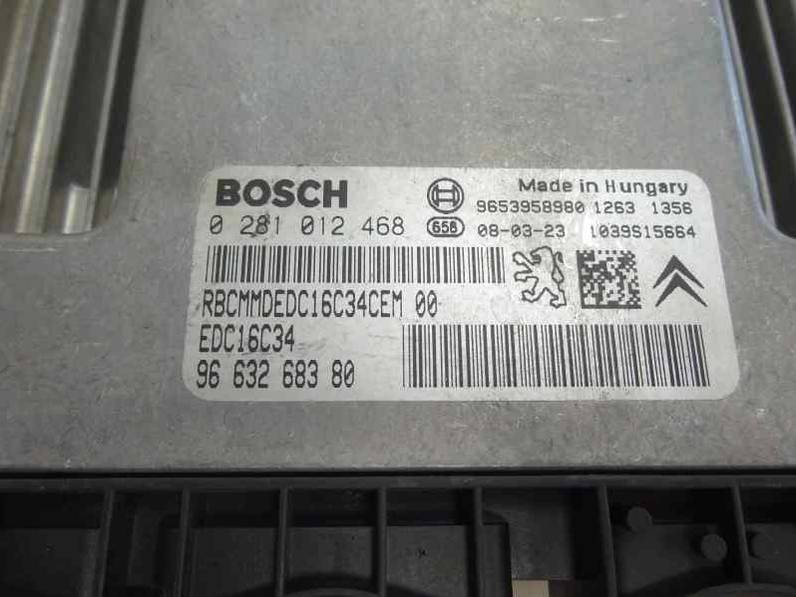 BOSCH
Made in Hungary
9653958980 1263 1356
0 281 012 468
656
08-03-23 1039S15664
RBCMMDEDC16C34CEM 00
EDC16C34
96 632 683 80